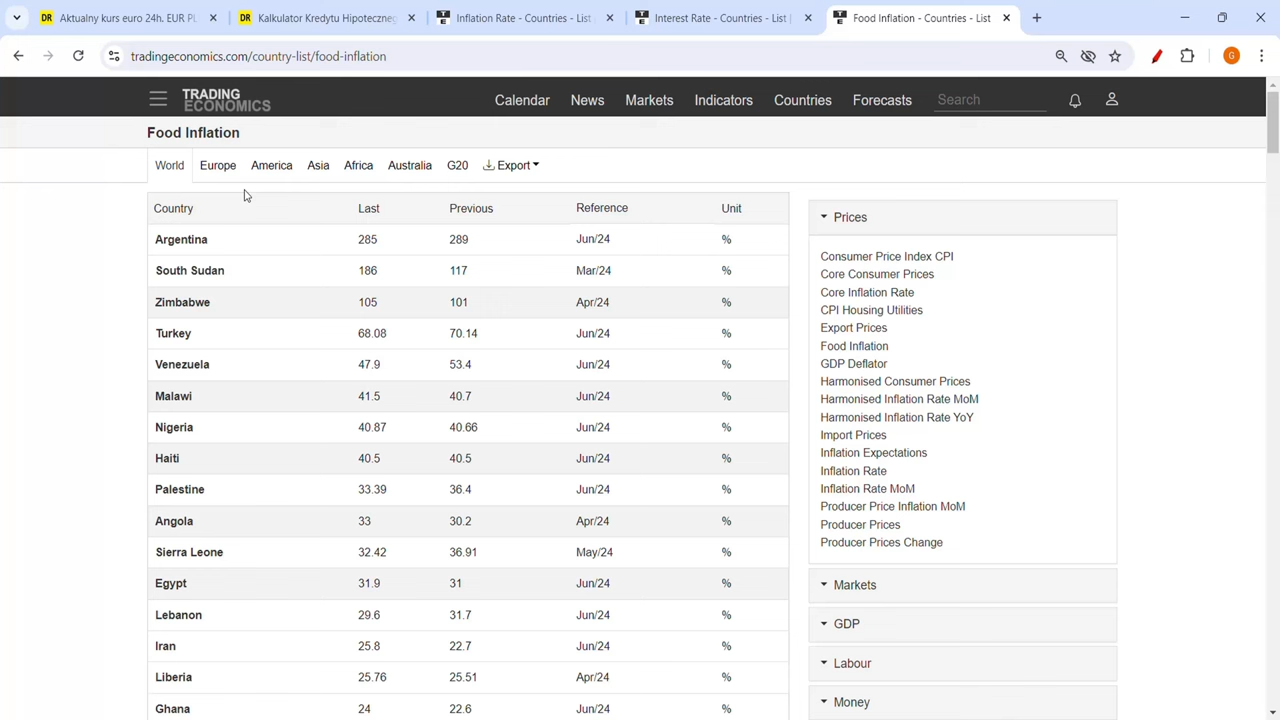 Aktualny kurs euro 24h. EUR PL
Kalkulator Kredytu Hipoteczneg
Inflation Rate - Countries - List
Interest Rate - Countries - List
Food Inflation - Countries - List
tradingeconomics.com/country-list/food-inflation
G
TRADING
ECONOMICS
Calendar News Markets Indicators Countries Forecasts Search
Food Inflation
World Europe America Asia Africa Australia G20 Export
Country Last Previous Reference Unit
Argentina 285 289 Jun/24 %
South Sudan 186 117 Mar/24 %
Zimbabwe 105 101 Apr/24 %
Turkey 68.08 70.14 Jun/24 %
Venezuela 47.9 53.4 Jun/24 %
Malawi 41.5 40.7 Jun/24 %
Nigeria 40.87 40.66 Jun/24 %
Haiti 40.5 40.5 Jun/24 %
Palestine 33.39 36.4 Jun/24 %
Angola 33 30.2 Apr/24 %
Sierra Leone 32.42 36.91 May/24 %
Egypt 31.9 31 Jun/24 %
Lebanon 29.6 31.7 Jun/24 %
Iran 25.8 22.7 Jun/24 %
Liberia 25.76 25.51 Apr/24 %
Ghana 24 22.6 Jun/24 %
Prices
Consumer Price Index CPI
Core Consumer Prices
Core Inflation Rate
CPI Housing Utilities
Export Prices
Food Inflation
GDP Deflator
Harmonised Consumer Prices
Harmonised Inflation Rate MoM
Harmonised Inflation Rate YoY
Import Prices
Inflation Expectations
Inflation Rate
Inflation Rate MoM
Producer Price Inflation MoM
Producer Prices
Producer Prices Change
Markets
GDP
Labour
Money